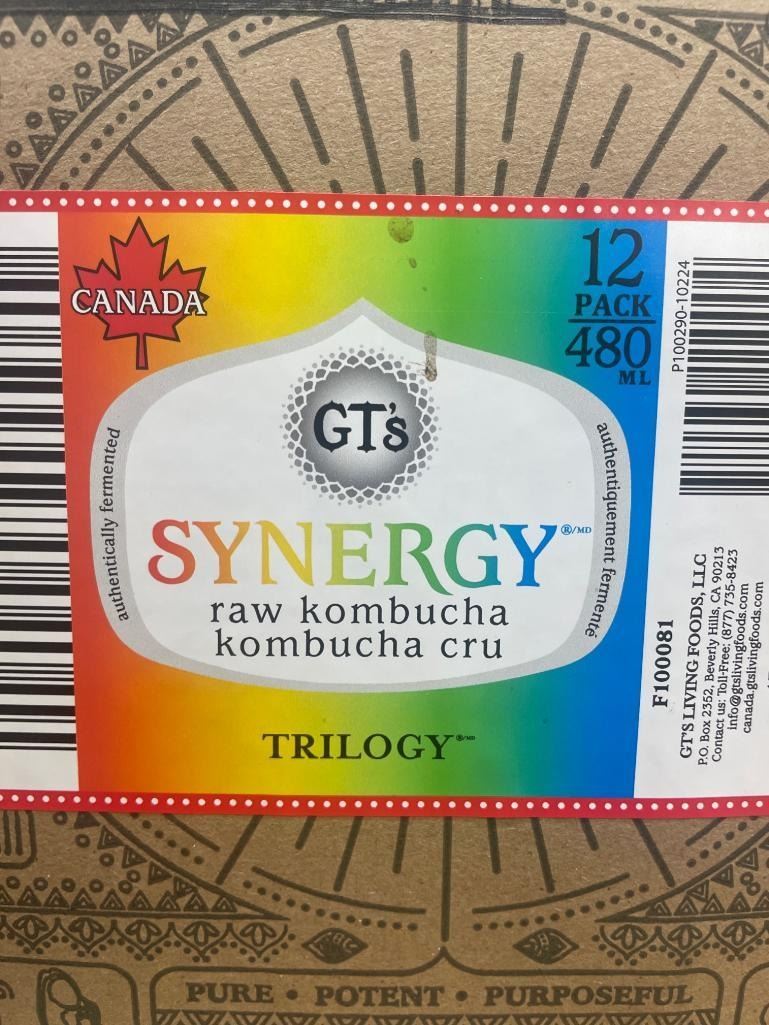 CANADA
12
PACK
480
ML
GT's
authentically fermented
authentiquement fermenté
SYNERGY®/MD
raw kombucha
kombucha cru
TRILOGY®/MD
P100290-10224
F100081
GT'S LIVING FOODS, LLC
P.O. Box 2352, Beverly Hills, CA 90213
Contact us: Toll-Free: (877) 735-8423
info@gtslivingfoods.com
canada.gtslivingfoods.com
PURE • POTENT • PURPOSEFUL